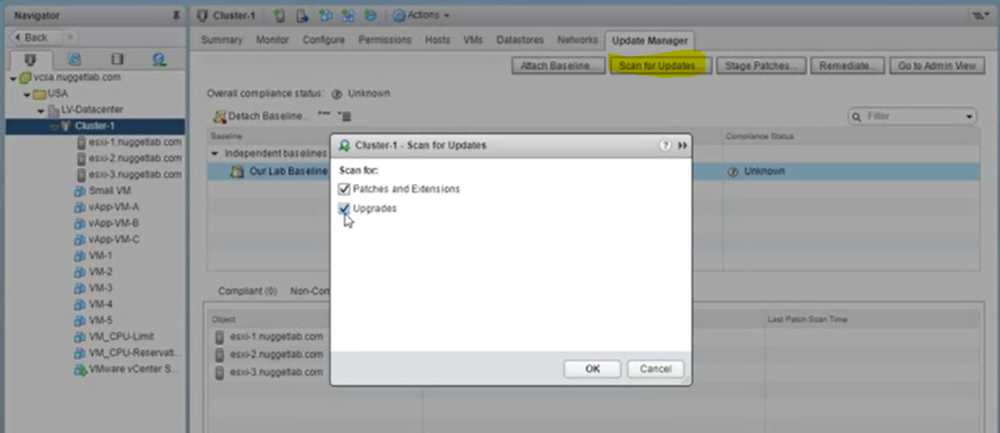 Navigator
Cluster-1
Actions
Back
Summary Monitor Configure Permissions Hosts VMs Datastores Networks Update Manager
Attach Baseline... Scan for Updates... Stage Patches... Remediate... Go to Admin View
vcsa.nuggetlab.com
USA
LV-Datacenter
Cluster-1
esxi-1.nuggetlab.com
esxi-2.nuggetlab.com
esxi-3.nuggetlab.com
Small VM
vApp-VM-A
vApp-VM-B
vApp-VM-C
VM-1
VM-2
VM-3
VM-4
VM-5
VM_CPU-Limit
VM_CPU-Reservati...
VMware vCenter S...
Overall compliance status: Unknown
Detach Baseline...
Filter
Baseline
Compliance Status
Independent baselines
Our Lab Baseline
Unknown
Cluster-1 - Scan for Updates
Scan for:
Patches and Extensions
Upgrades
OK Cancel
Compliant (0) Non-Com
Object
Last Patch Scan Time
esxi-1.nuggetlab.com
esxi-2.nuggetlab.com
esxi-3.nuggetlab.com